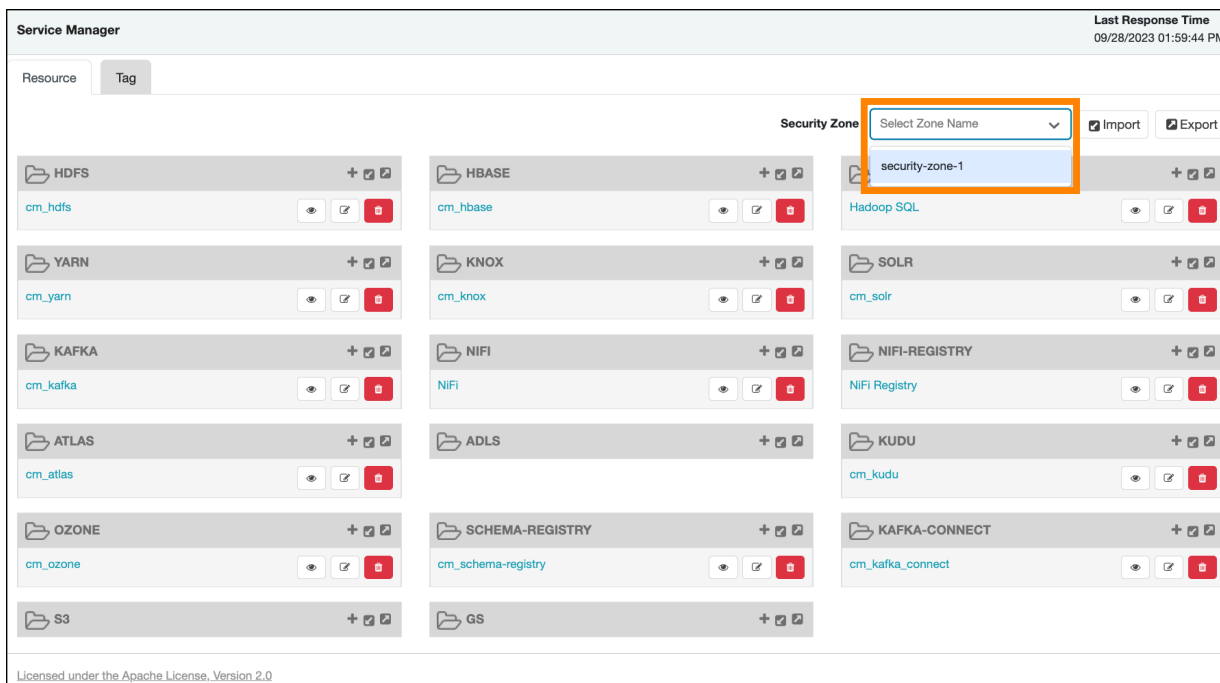 Service Manager
Last Response Time
09/28/2023 01:59:44 PM
Resource
Tag
Security Zone
Select Zone Name
Import
Export
security-zone-1
HDFS
HBASE
cm_hdfs
cm_hbase
Hadoop SQL
YARN
KNOX
SOLR
cm_yarn
cm_knox
cm_solr
KAFKA
NIFI
NIFI-REGISTRY
cm_kafka
NiFi
NiFi Registry
ATLAS
ADLS
KUDU
cm_atlas
cm_kudu
OZONE
SCHEMA-REGISTRY
KAFKA-CONNECT
cm_ozone
cm_schema-registry
cm_kafka_connect
S3
GS
Licensed under the Apache License, Version 2.0